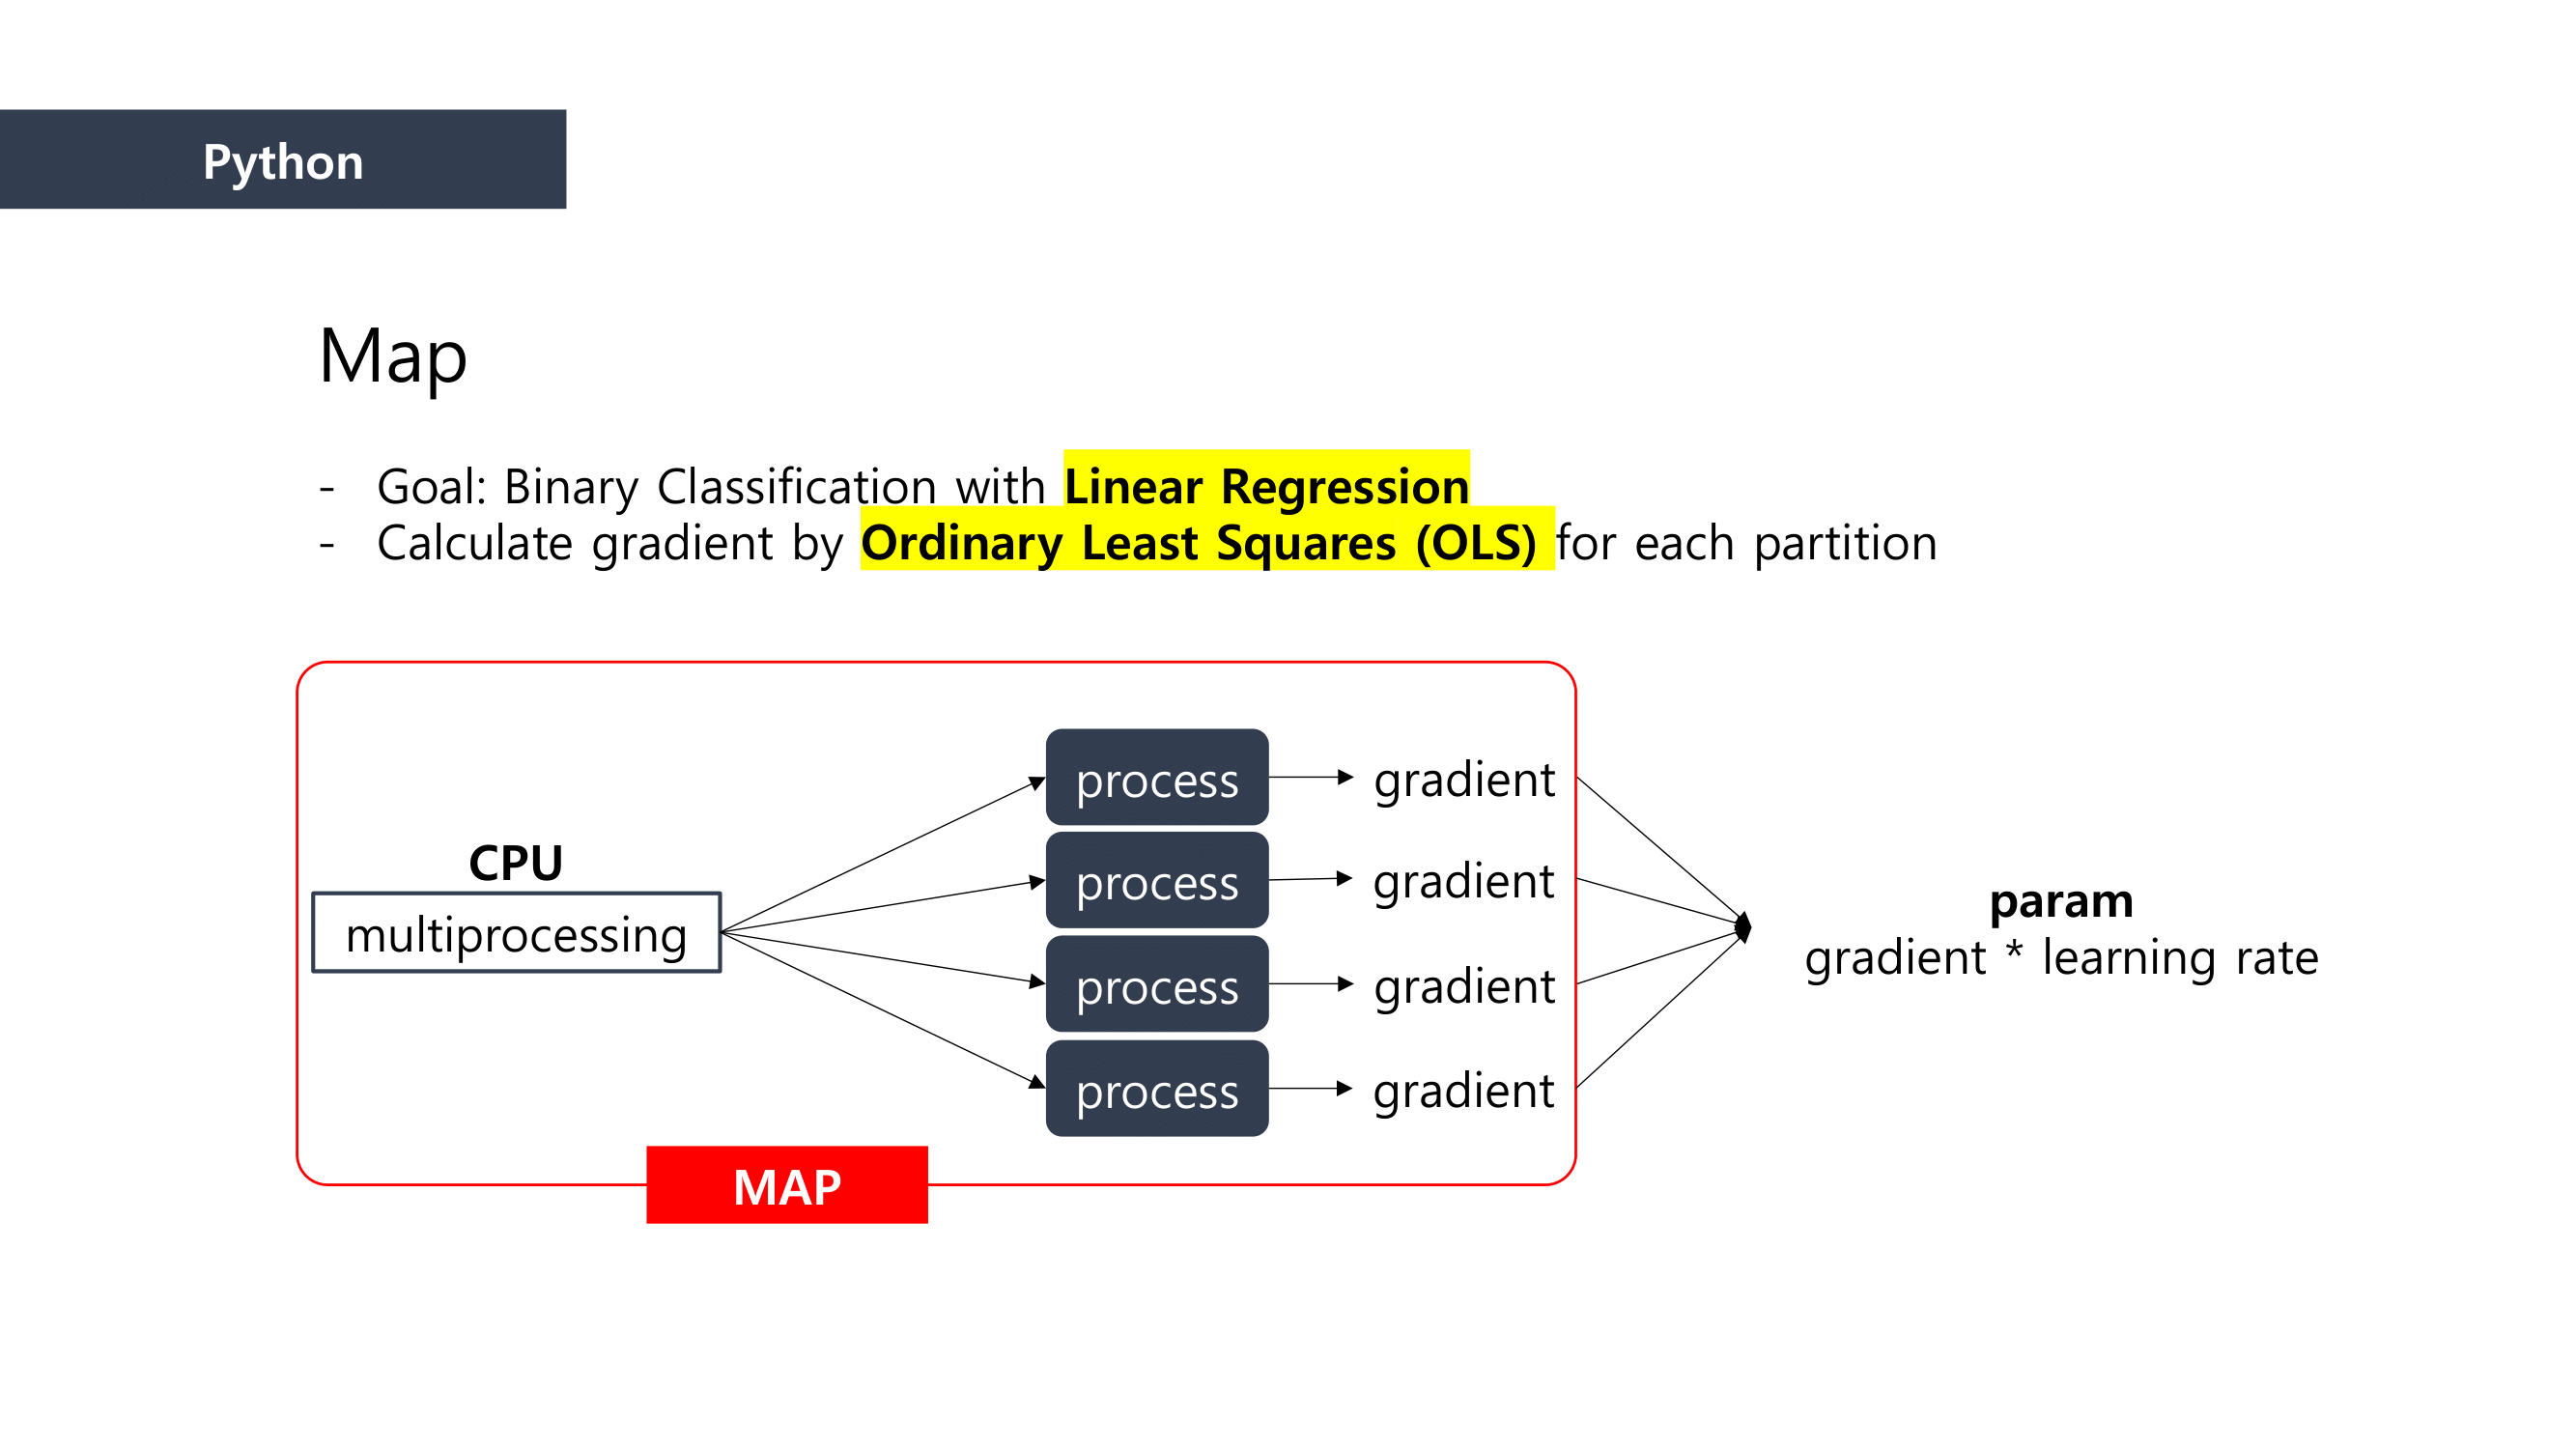 Python
Map
- Goal: Binary Classification with Linear Regression
- Calculate gradient by Ordinary Least Squares (OLS) for each partition
CPU
multiprocessing
process
gradient
process
gradient
process
gradient
process
gradient
param
gradient * learning rate
MAP